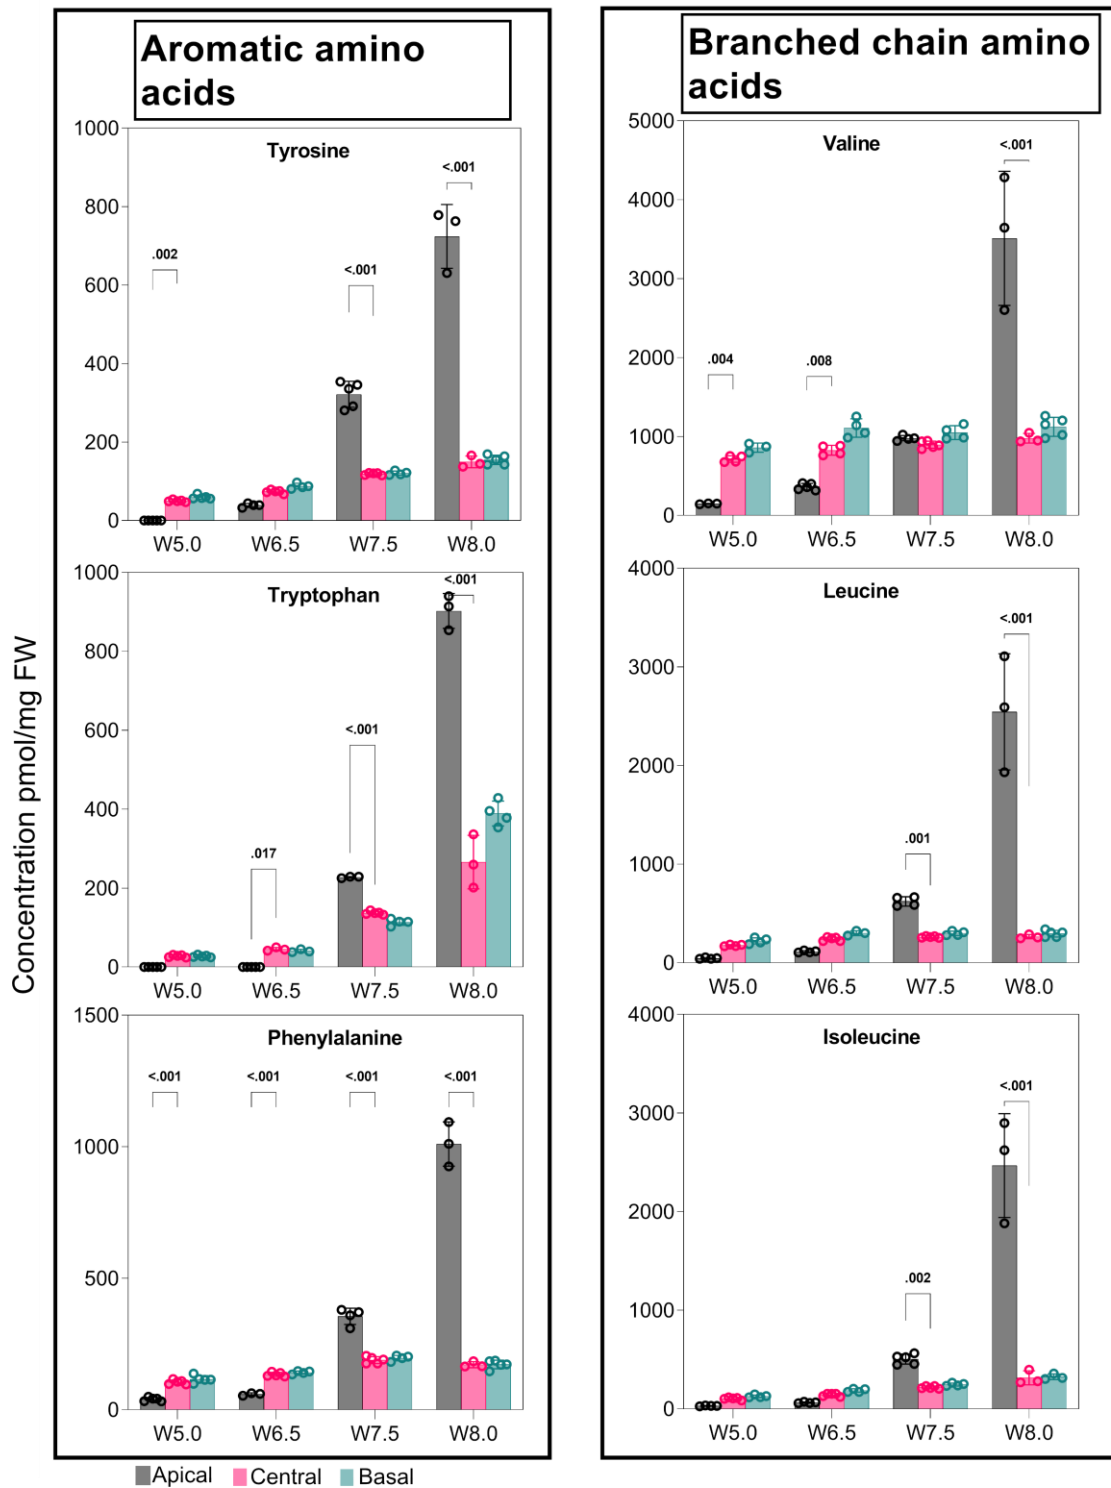 Aromatic amino
acids
Branched chain amino
acids
Concentration pmol/mg FW
Tyrosine
1000
800
600
400
200
0
.002
<.001
<.001
W5.0 W6.5 W7.5 W8.0
Tryptophan
1000
800
600
400
200
0
.017
<.001
<.001
W5.0 W6.5 W7.5 W8.0
Phenylalanine
1500
1000
500
0
<.001 <.001 <.001 <.001
W5.0 W6.5 W7.5 W8.0
Valine
5000
4000
3000
2000
1000
0
.004 .008
<.001
W5.0 W6.5 W7.5 W8.0
Leucine
4000
3000
2000
1000
0
.001
<.001
W5.0 W6.5 W7.5 W8.0
Isoleucine
4000
3000
2000
1000
0
.002
<.001
W5.0 W6.5 W7.5 W8.0
Apical Central Basal